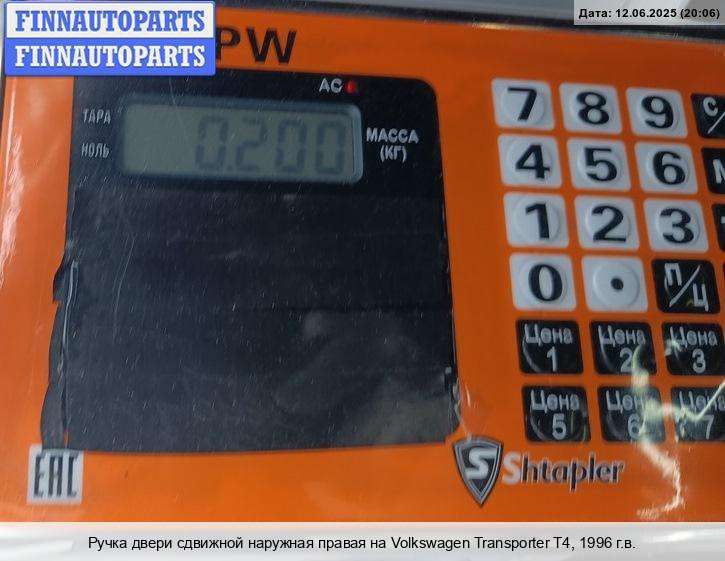 Дата: 12.06.2025 (20:06)
FINNAUTOPARTS
FINNAUTOPARTS
PW
AC
ТАРА
НОЛЬ
0.200
МАССА
(КГ)
7 8 9
4 5 6
1 2 3
0 . П/Ц
Цена 1
Цена 2
Цена 3
Цена 5
Цена 6
Цена 7
EAC
S Shtapler
Ручка двери сдвижной наружная правая на Volkswagen Transporter T4, 1996 г.в.